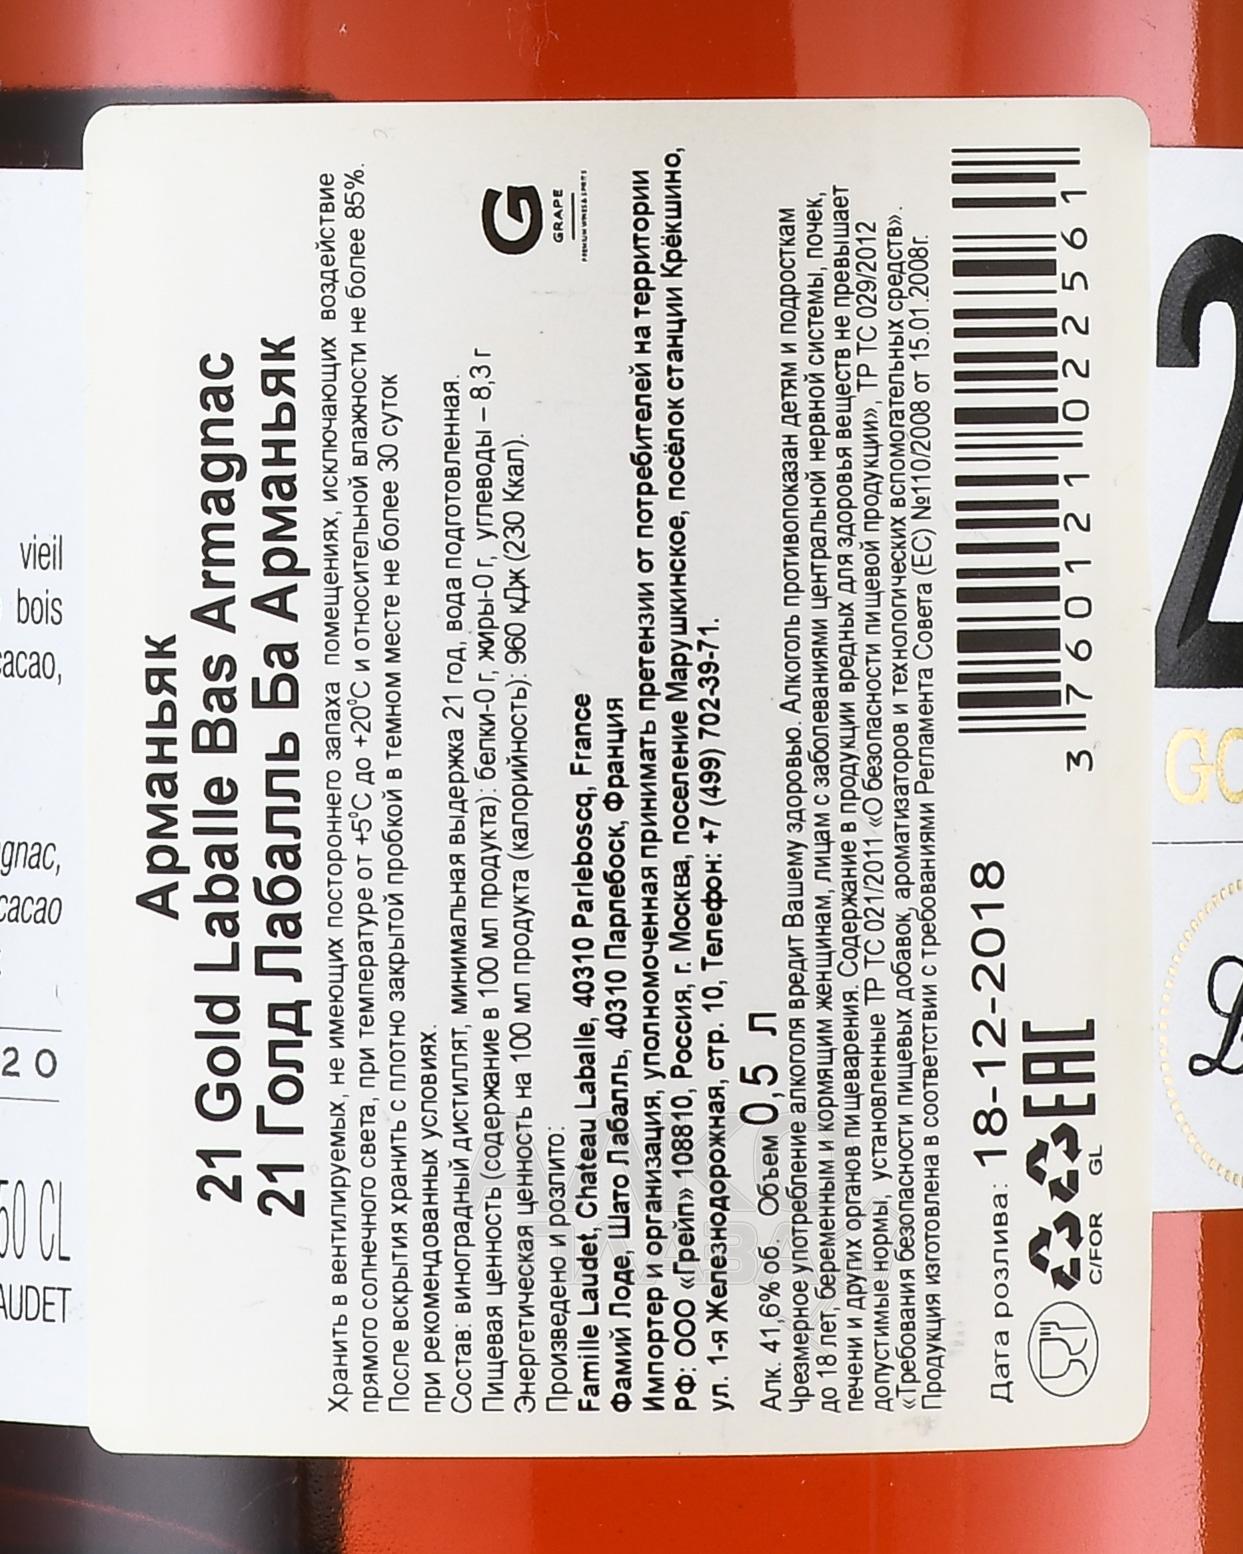 Арманьяк
21 Gold Laballe Bas Armagnac
21 Голд Лабалль Ба Арманьяк
Хранить в вентилируемых, не имеющих постороннего запаха помещениях, исключающих воздействие
прямого солнечного света, при температуре от +5°С до +20°С и относительной влажности не более 85%.
После вскрытия хранить с плотно закрытой пробкой в темном месте не более 30 суток
при рекомендованных условиях.
Состав: виноградный дистиллят, минимальная выдержка 21 год, вода подготовленная.
Пищевая ценность (содержание в 100 мл продукта): белки-0 г, жиры-0 г, углеводы – 8,3 г
Энергетическая ценность на 100 мл продукта (калорийность): 960 кДж (230 Ккал).
Произведено и розлито:
Famille Laudet, Chateau Laballe, 40310 Parleboscq, France
Фамий Лоде, Шато Лабалль, 40310 Парлебоск, Франция
Импортер и организация, уполномоченная принимать претензии от потребителей на территории
РФ: ООО «Грейп» 108810, Россия, г. Москва, поселение Марушкинское, посёлок станции Крёкшино,
ул. 1-я Железнодорожная, стр. 10, Телефон: +7 (499) 702-39-71.
Алк. 41,6% об. Объем 0,5 л
Чрезмерное употребление алкоголя вредит Вашему здоровью. Алкоголь противопоказан детям и подросткам
до 18 лет, беременным и кормящим женщинам, лицам с заболеваниями центральной нервной системы, почек,
печени и других органов пищеварения. Содержание в продукции вредных для здоровья веществ не превышает
допустимые нормы, установленные ТР ТС 021/2011 «О безопасности пищевой продукции», ТР ТС 029/2012
«Требования безопасности пищевых добавок, ароматизаторов и технологических вспомогательных средств».
Продукция изготовлена в соответствии с требованиями Регламента Совета (ЕС) №110/2008 от 15.01.2008г.
Дата розлива: 18-12-2018
C/FOR GL
EAC
3 760121 022561
G
GRAPE
PREMIUM WINES & SPIRITS
vieil
bois
cacao,
gnac,
cacao
20
50 CL
AUDET
2
GO